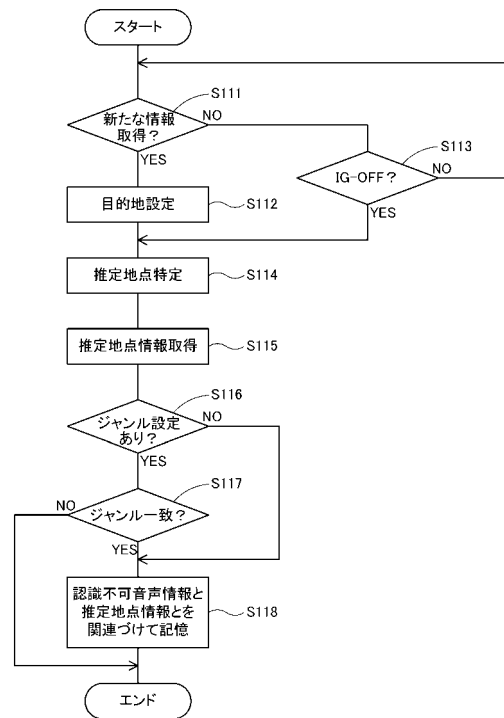 スタート
S111
新たな情報
取得？
NO
YES
S113
IG-OFF？
NO
YES
目的地設定
S112
推定地点特定
S114
推定地点情報取得
S115
S116
ジャンル設定
あり？
NO
YES
S117
NO
ジャンル一致？
YES
認識不可音声情報と
推定地点情報とを
関連づけて記憶
S118
エンド